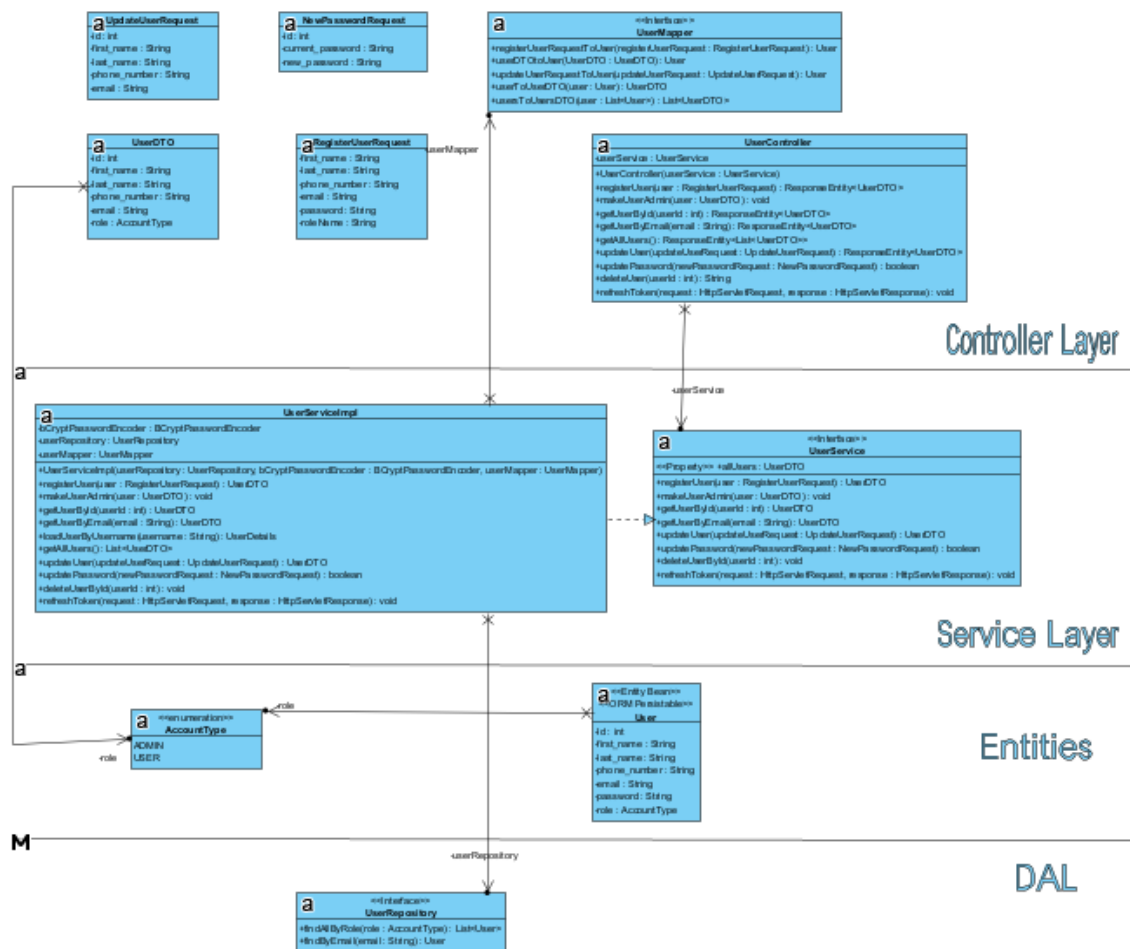 a UpdateUserRequest
-id : int
-first_name : String
-last_name : String
-phone_number : String
-email : String
a NewPasswordRequest
-id : int
-current_password : String
-new_password : String
a <<Interface>>
UserMapper
+registerUserRequestToUser(registerUserRequest : RegisterUserRequest) : User
+userDTOtoUser(UserDTO : UserDTO) : User
+updateUserRequestToUser(updateUserRequest : UpdateUserRequest) : User
+userToUserDTO(user : User) : UserDTO
+usersToUsersDTO(user : List<User>) : List<UserDTO>
a UserDTO
-id : int
-first_name : String
-last_name : String
-phone_number : String
-email : String
-role : AccountType
a RegisterUserRequest
-first_name : String
-last_name : String
-phone_number : String
-email : String
-password : String
-roleName : String
-userMapper
a UserController
-userService : UserService
+UserController(userService : UserService)
+registerUser(user : RegisterUserRequest) : ResponseEntity<UserDTO>
+makeUserAdmin(user : UserDTO) : void
+getUserById(userId : int) : ResponseEntity<UserDTO>
+getUserByEmail(email : String) : ResponseEntity<UserDTO>
+getAllUsers() : ResponseEntity<List<UserDTO>>
+updateUser(updateUserRequest : UpdateUserRequest) : ResponseEntity<UserDTO>
+updatePassword(newPasswordRequest : NewPasswordRequest) : boolean
+deleteUser(userId : int) : String
+refreshToken(request : HttpServletRequest, response : HttpServletResponse) : void
Controller Layer
a
-userService
a UserServiceImpl
-bCryptPasswordEncoder : BCryptPasswordEncoder
-userRepository : UserRepository
-userMapper : UserMapper
+UserServiceImpl(userRepository : UserRepository, bCryptPasswordEncoder : BCryptPasswordEncoder, userMapper : UserMapper)
+registerUser(user : RegisterUserRequest) : UserDTO
+makeUserAdmin(user : UserDTO) : void
+getUserById(userId : int) : UserDTO
+getUserByEmail(email : String) : UserDTO
+loadUserByUsername(username : String) : UserDetails
+getAllUsers() : List<UserDTO>
+updateUser(updateUserRequest : UpdateUserRequest) : UserDTO
+updatePassword(newPasswordRequest : NewPasswordRequest) : boolean
+deleteUserById(userId : int) : void
+refreshToken(request : HttpServletRequest, response : HttpServletResponse) : void
a <<Interface>>
UserService
<<Property>> +allUsers : UserDTO
+registerUser(user : RegisterUserRequest) : UserDTO
+makeUserAdmin(user : UserDTO) : void
+getUserById(userId : int) : UserDTO
+getUserByEmail(email : String) : UserDTO
+updateUser(updateUserRequest : UpdateUserRequest) : UserDTO
+updatePassword(newPasswordRequest : NewPasswordRequest) : boolean
+deleteUserById(userId : int) : void
+refreshToken(request : HttpServletRequest, response : HttpServletResponse) : void
Service Layer
a
-role
a <<enumeration>>
AccountType
ADMIN
USER
-role
a <<Entity Bean>>
<<ORM Persistable>>
User
-id : int
-first_name : String
-last_name : String
-phone_number : String
-email : String
-password : String
-role : AccountType
Entities
M
-userRepository
DAL
a <<Interface>>
UserRepository
+findAllByRole(role : AccountType) : List<User>
+findByEmail(email : String) : User